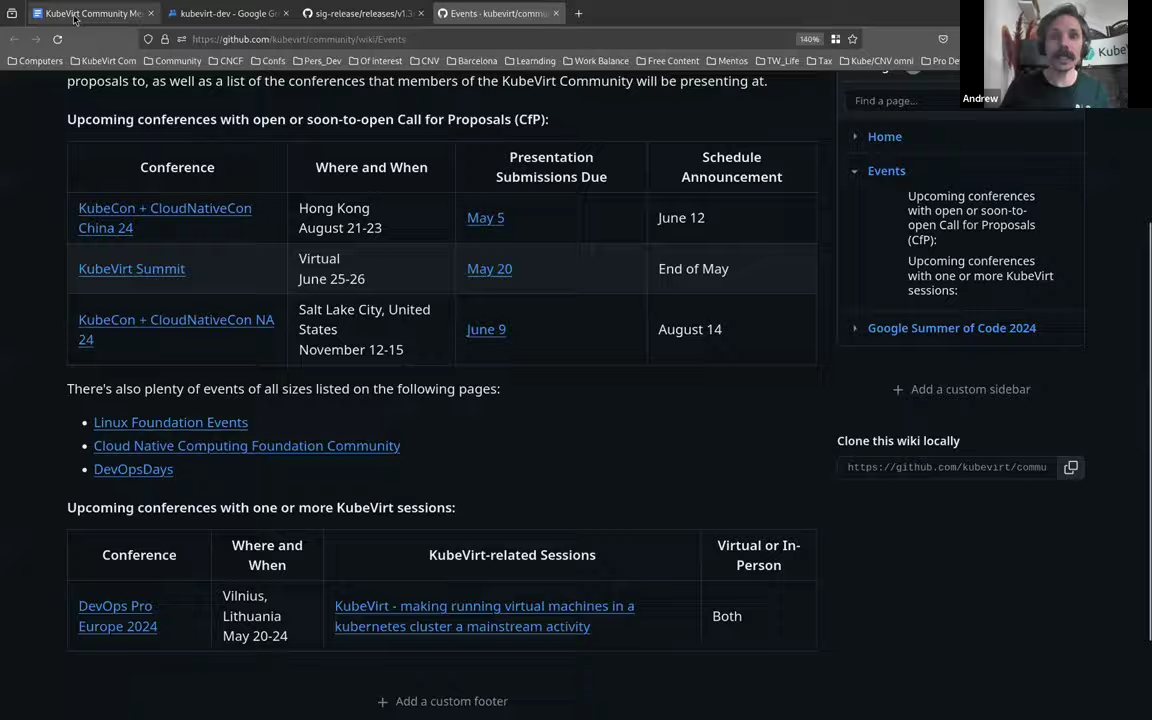 KubeVirt Community Me
kubevirt-dev - Google G
sig-release/releases/v1.3
Events · kubevirt/commu
https://github.com/kubevirt/community/wiki/Events
140%
Computers
KubeVirt Com
Community
CNCF
Confs
Pers_Dev
Of interest
CNV
Barcelona
Learnding
Work Balance
Free Content
Mentos
TW_Life
Tax
Kube/CNV omni
Pro De
Andrew
proposals to, as well as a list of the conferences that members of the KubeVirt Community will be presenting at.
Upcoming conferences with open or soon-to-open Call for Proposals (CfP):
Conference
Where and When
Presentation
Submissions Due
Schedule
Announcement
KubeCon + CloudNativeCon
China 24
Hong Kong
August 21-23
May 5
June 12
KubeVirt Summit
Virtual
June 25-26
May 20
End of May
KubeCon + CloudNativeCon NA
24
Salt Lake City, United
States
November 12-15
June 9
August 14
There's also plenty of events of all sizes listed on the following pages:
Linux Foundation Events
Cloud Native Computing Foundation Community
DevOpsDays
Upcoming conferences with one or more KubeVirt sessions:
Conference
Where and
When
KubeVirt-related Sessions
Virtual or In-
Person
DevOps Pro
Europe 2024
Vilnius,
Lithuania
May 20-24
KubeVirt - making running virtual machines in a
kubernetes cluster a mainstream activity
Both
Add a custom footer
Find a page...
Home
Events
Upcoming conferences
with open or soon-to-
open Call for Proposals
(CfP):
Upcoming conferences
with one or more KubeVirt
sessions:
Google Summer of Code 2024
Add a custom sidebar
Clone this wiki locally
https://github.com/kubevirt/commu